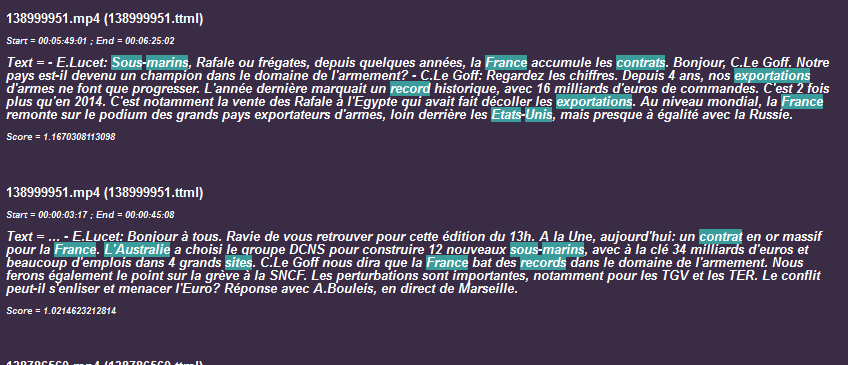 138999951.mp4 (138999951.ttml)
Start = 00:05:49:01 ; End = 00:06:25:02
Text = - E.Lucet: Sous-marins, Rafale ou frégates, depuis quelques années, la France accumule les contrats. Bonjour, C.Le Goff. Notre
pays est-il devenu un champion dans le domaine de l'armement? - C.Le Goff: Regardez les chiffres. Depuis 4 ans, nos exportations
d'armes ne font que progresser. L'année dernière marquait un record historique, avec 16 milliards d'euros de commandes. C'est 2 fois
plus qu'en 2014. C'est notamment la vente des Rafale à l'Egypte qui avait fait décoller les exportations. Au niveau mondial, la France
remonte sur le podium des grands pays exportateurs d'armes, loin derrière les Etats-Unis, mais presque à égalité avec la Russie.
Score = 1.1670308113098
138999951.mp4 (138999951.ttml)
Start = 00:00:03:17 ; End = 00:00:45:08
Text = ... - E.Lucet: Bonjour à tous. Ravie de vous retrouver pour cette édition du 13h. A la Une, aujourd'hui: un contrat en or massif
pour la France. L'Australie a choisi le groupe DCNS pour construire 12 nouveaux sous-marins, avec à la clé 34 milliards d'euros et
beaucoup d'emplois dans 4 grands sites. C.Le Goff nous dira que la France bat des records dans le domaine de l'armement. Nous
ferons également le point sur la grève à la SNCF. Les perturbations sont importantes, notamment pour les TGV et les TER. Le conflit
peut-il s'enliser et menacer l'Euro? Réponse avec A.Bouleis, en direct de Marseille.
Score = 1.0214623212814
138786560.mp4 (138786560.ttml)